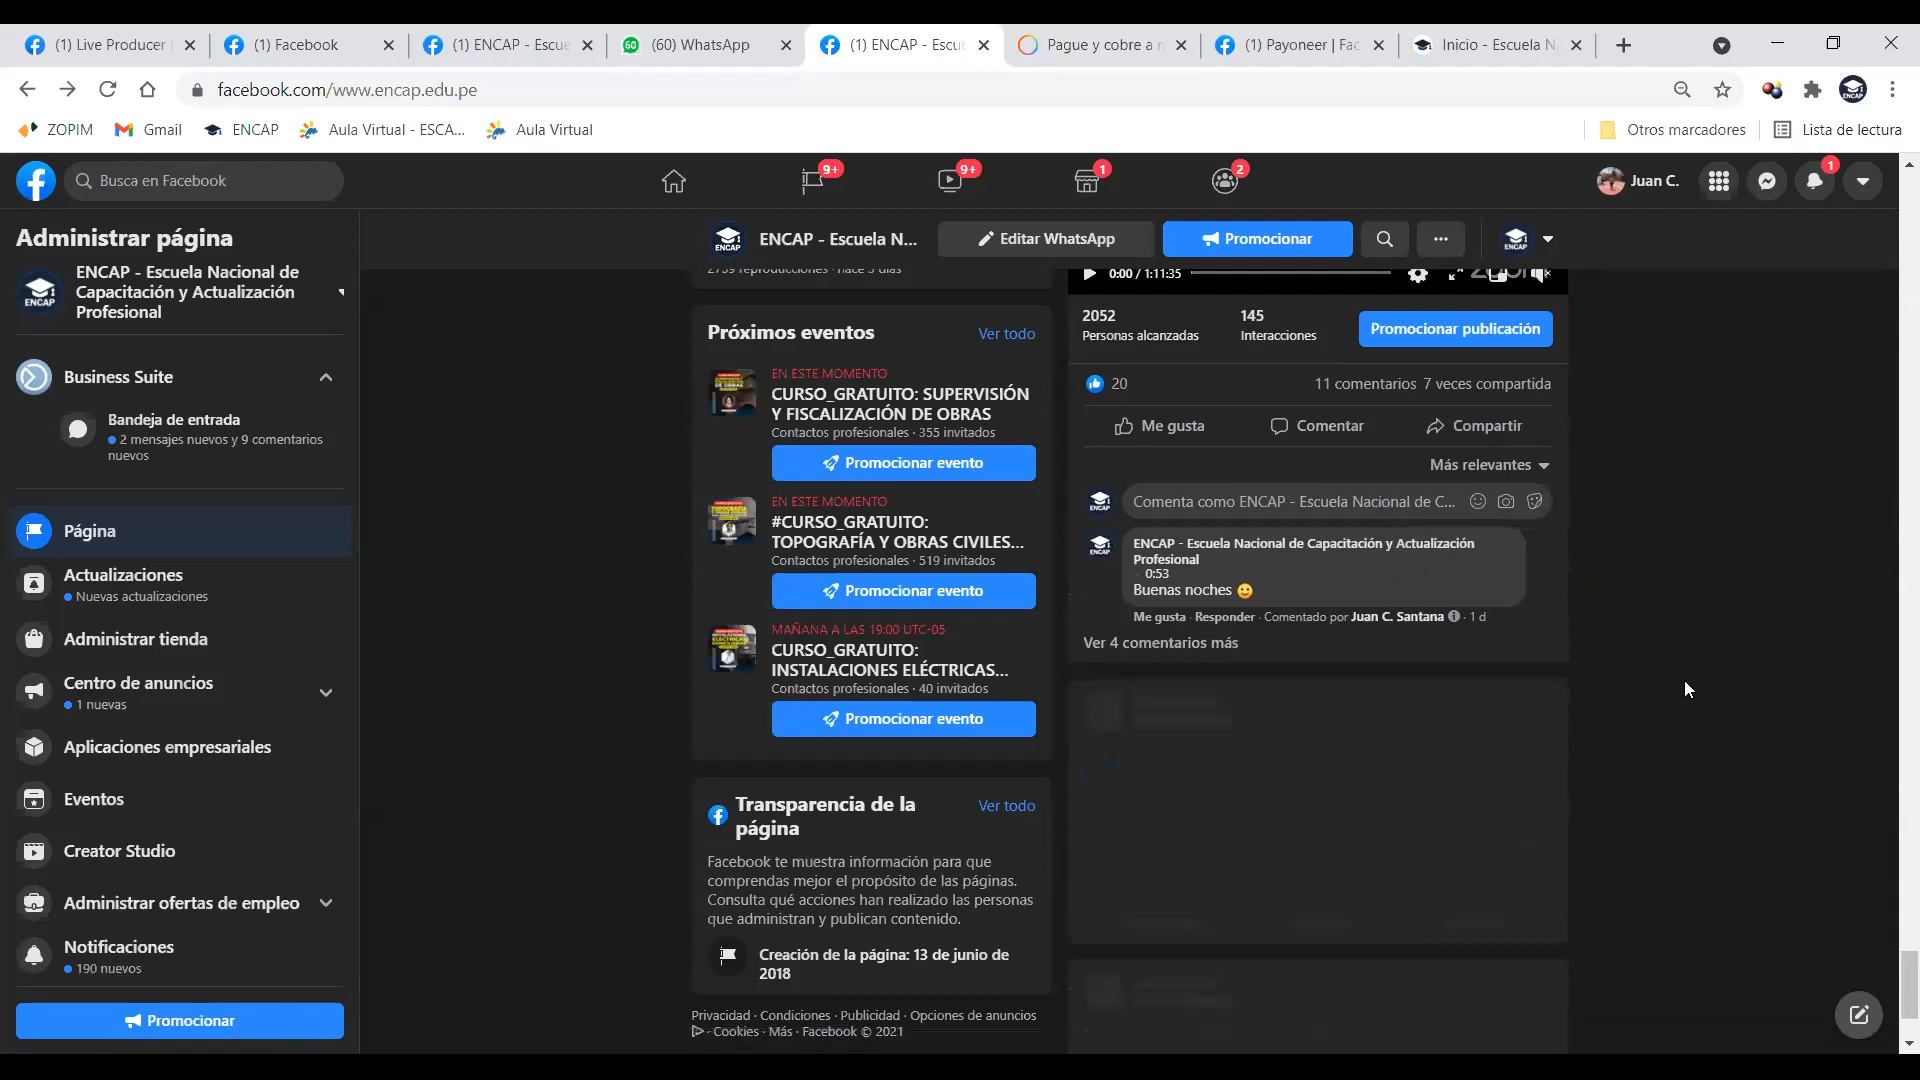 (1) Live Producer
(1) Facebook
(1) ENCAP - Escue
60
(60) WhatsApp
(1) ENCAP - Escue
Pague y cobre a n
(1) Payoneer | Fac
Inicio - Escuela N
facebook.com/www.encap.edu.pe
ZOPIM
Gmail
ENCAP
Aula Virtual - ESCA...
Aula Virtual
Otros marcadores
Lista de lectura
Busca en Facebook
9+
9+
1
2
Juan C.
1
Administrar página
ENCAP - Escuela Nacional de
Capacitación y Actualización
Profesional
Business Suite
Bandeja de entrada
2 mensajes nuevos y 9 comentarios
nuevos
Página
Actualizaciones
Nuevas actualizaciones
Administrar tienda
Centro de anuncios
1 nuevas
Aplicaciones empresariales
Eventos
Creator Studio
Administrar ofertas de empleo
Notificaciones
190 nuevos
Promocionar
ENCAP - Escuela N...
Editar WhatsApp
Promocionar
2759 reproducciones · hace 3 días
Próximos eventos
Ver todo
EN ESTE MOMENTO
CURSO_GRATUITO: SUPERVISIÓN
Y FISCALIZACIÓN DE OBRAS
Contactos profesionales · 355 invitados
Promocionar evento
EN ESTE MOMENTO
#CURSO_GRATUITO:
TOPOGRAFÍA Y OBRAS CIVILES...
Contactos profesionales · 519 invitados
Promocionar evento
MAÑANA A LAS 19:00 UTC-05
CURSO_GRATUITO:
INSTALACIONES ELÉCTRICAS...
Contactos profesionales · 40 invitados
Promocionar evento
Transparencia de la
página
Ver todo
Facebook te muestra información para que
comprendas mejor el propósito de las páginas.
Consulta qué acciones han realizado las personas
que administran y publican contenido.
Creación de la página: 13 de junio de
2018
Privacidad · Condiciones · Publicidad · Opciones de anuncios
· Cookies · Más · Facebook © 2021
0:00 / 1:11:35
zoom
2052
Personas alcanzadas
145
Interacciones
Promocionar publicación
20
11 comentarios 7 veces compartida
Me gusta
Comentar
Compartir
Más relevantes
Comenta como ENCAP - Escuela Nacional de C...
ENCAP - Escuela Nacional de Capacitación y Actualización
Profesional
· 0:53
Buenas noches
Me gusta · Responder · Comentado por Juan C. Santana · 1 d
Ver 4 comentarios más